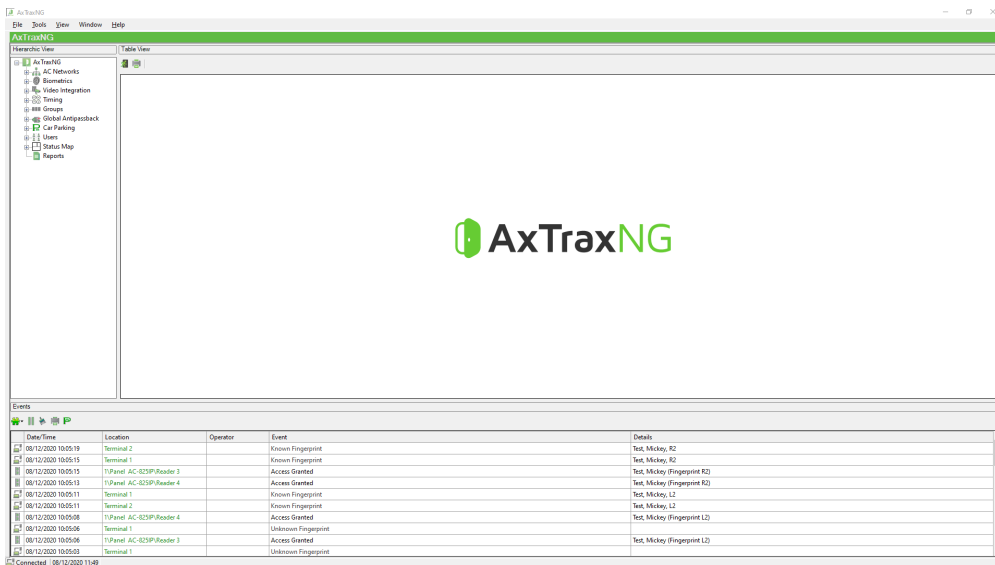 AxTraxNG
File Tools View Window Help
AxTraxNG
Hierarchic View Table View
AxTraxNG
AC Networks
Biometrics
Video Integration
Timing
Groups
Global Antipassback
Car Parking
Users
Status Map
Reports
AxTraxNG
Events
Date/Time Location Operator Event Details
08/12/2020 10:05:19 Terminal 2 Known Fingerprint Test, Mickey, R2
08/12/2020 10:05:15 Terminal 1 Known Fingerprint Test, Mickey, R2
08/12/2020 10:05:15 1\Panel AC-825IP\Reader 3 Access Granted Test, Mickey (Fingerprint R2)
08/12/2020 10:05:13 1\Panel AC-825IP\Reader 4 Access Granted Test, Mickey (Fingerprint R2)
08/12/2020 10:05:11 Terminal 1 Known Fingerprint Test, Mickey, L2
08/12/2020 10:05:11 Terminal 2 Known Fingerprint Test, Mickey, L2
08/12/2020 10:05:08 1\Panel AC-825IP\Reader 4 Access Granted Test, Mickey (Fingerprint L2)
08/12/2020 10:05:06 Terminal 1 Unknown Fingerprint
08/12/2020 10:05:06 1\Panel AC-825IP\Reader 3 Access Granted Test, Mickey (Fingerprint L2)
08/12/2020 10:05:03 Terminal 1 Unknown Fingerprint
Connected 08/12/2020 11:49